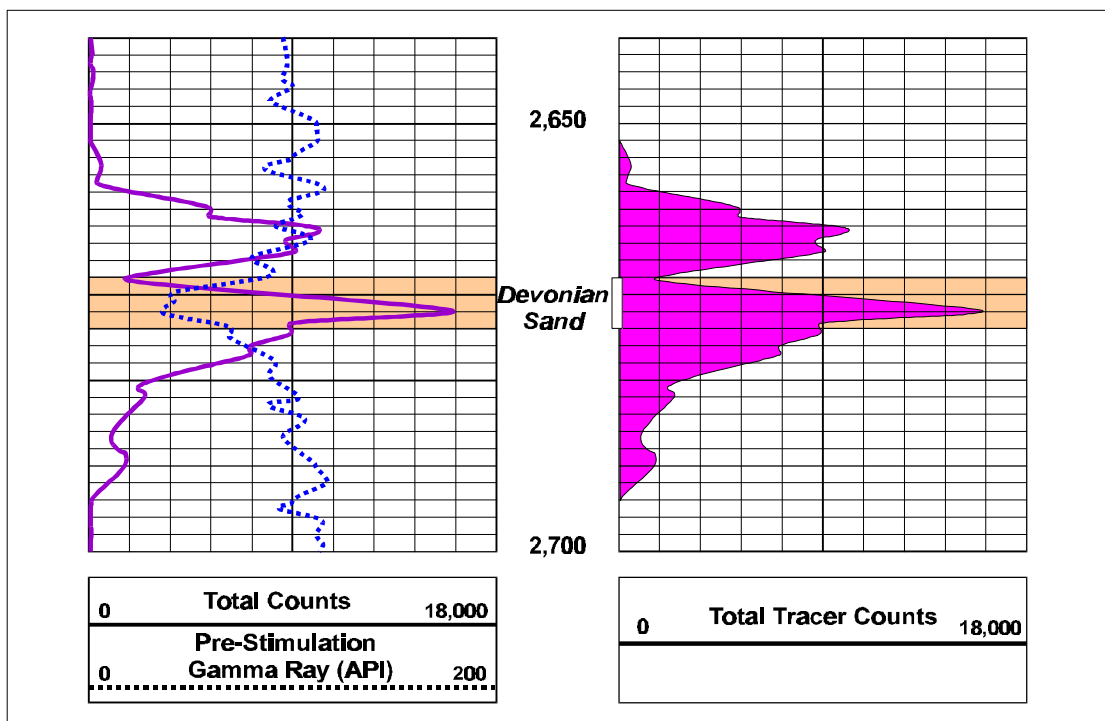 2,650
Devonian
Sand
2,700
0 Total Counts 18,000
Pre-Stimulation
0 Gamma Ray (API) 200
0 Total Tracer Counts 18,000